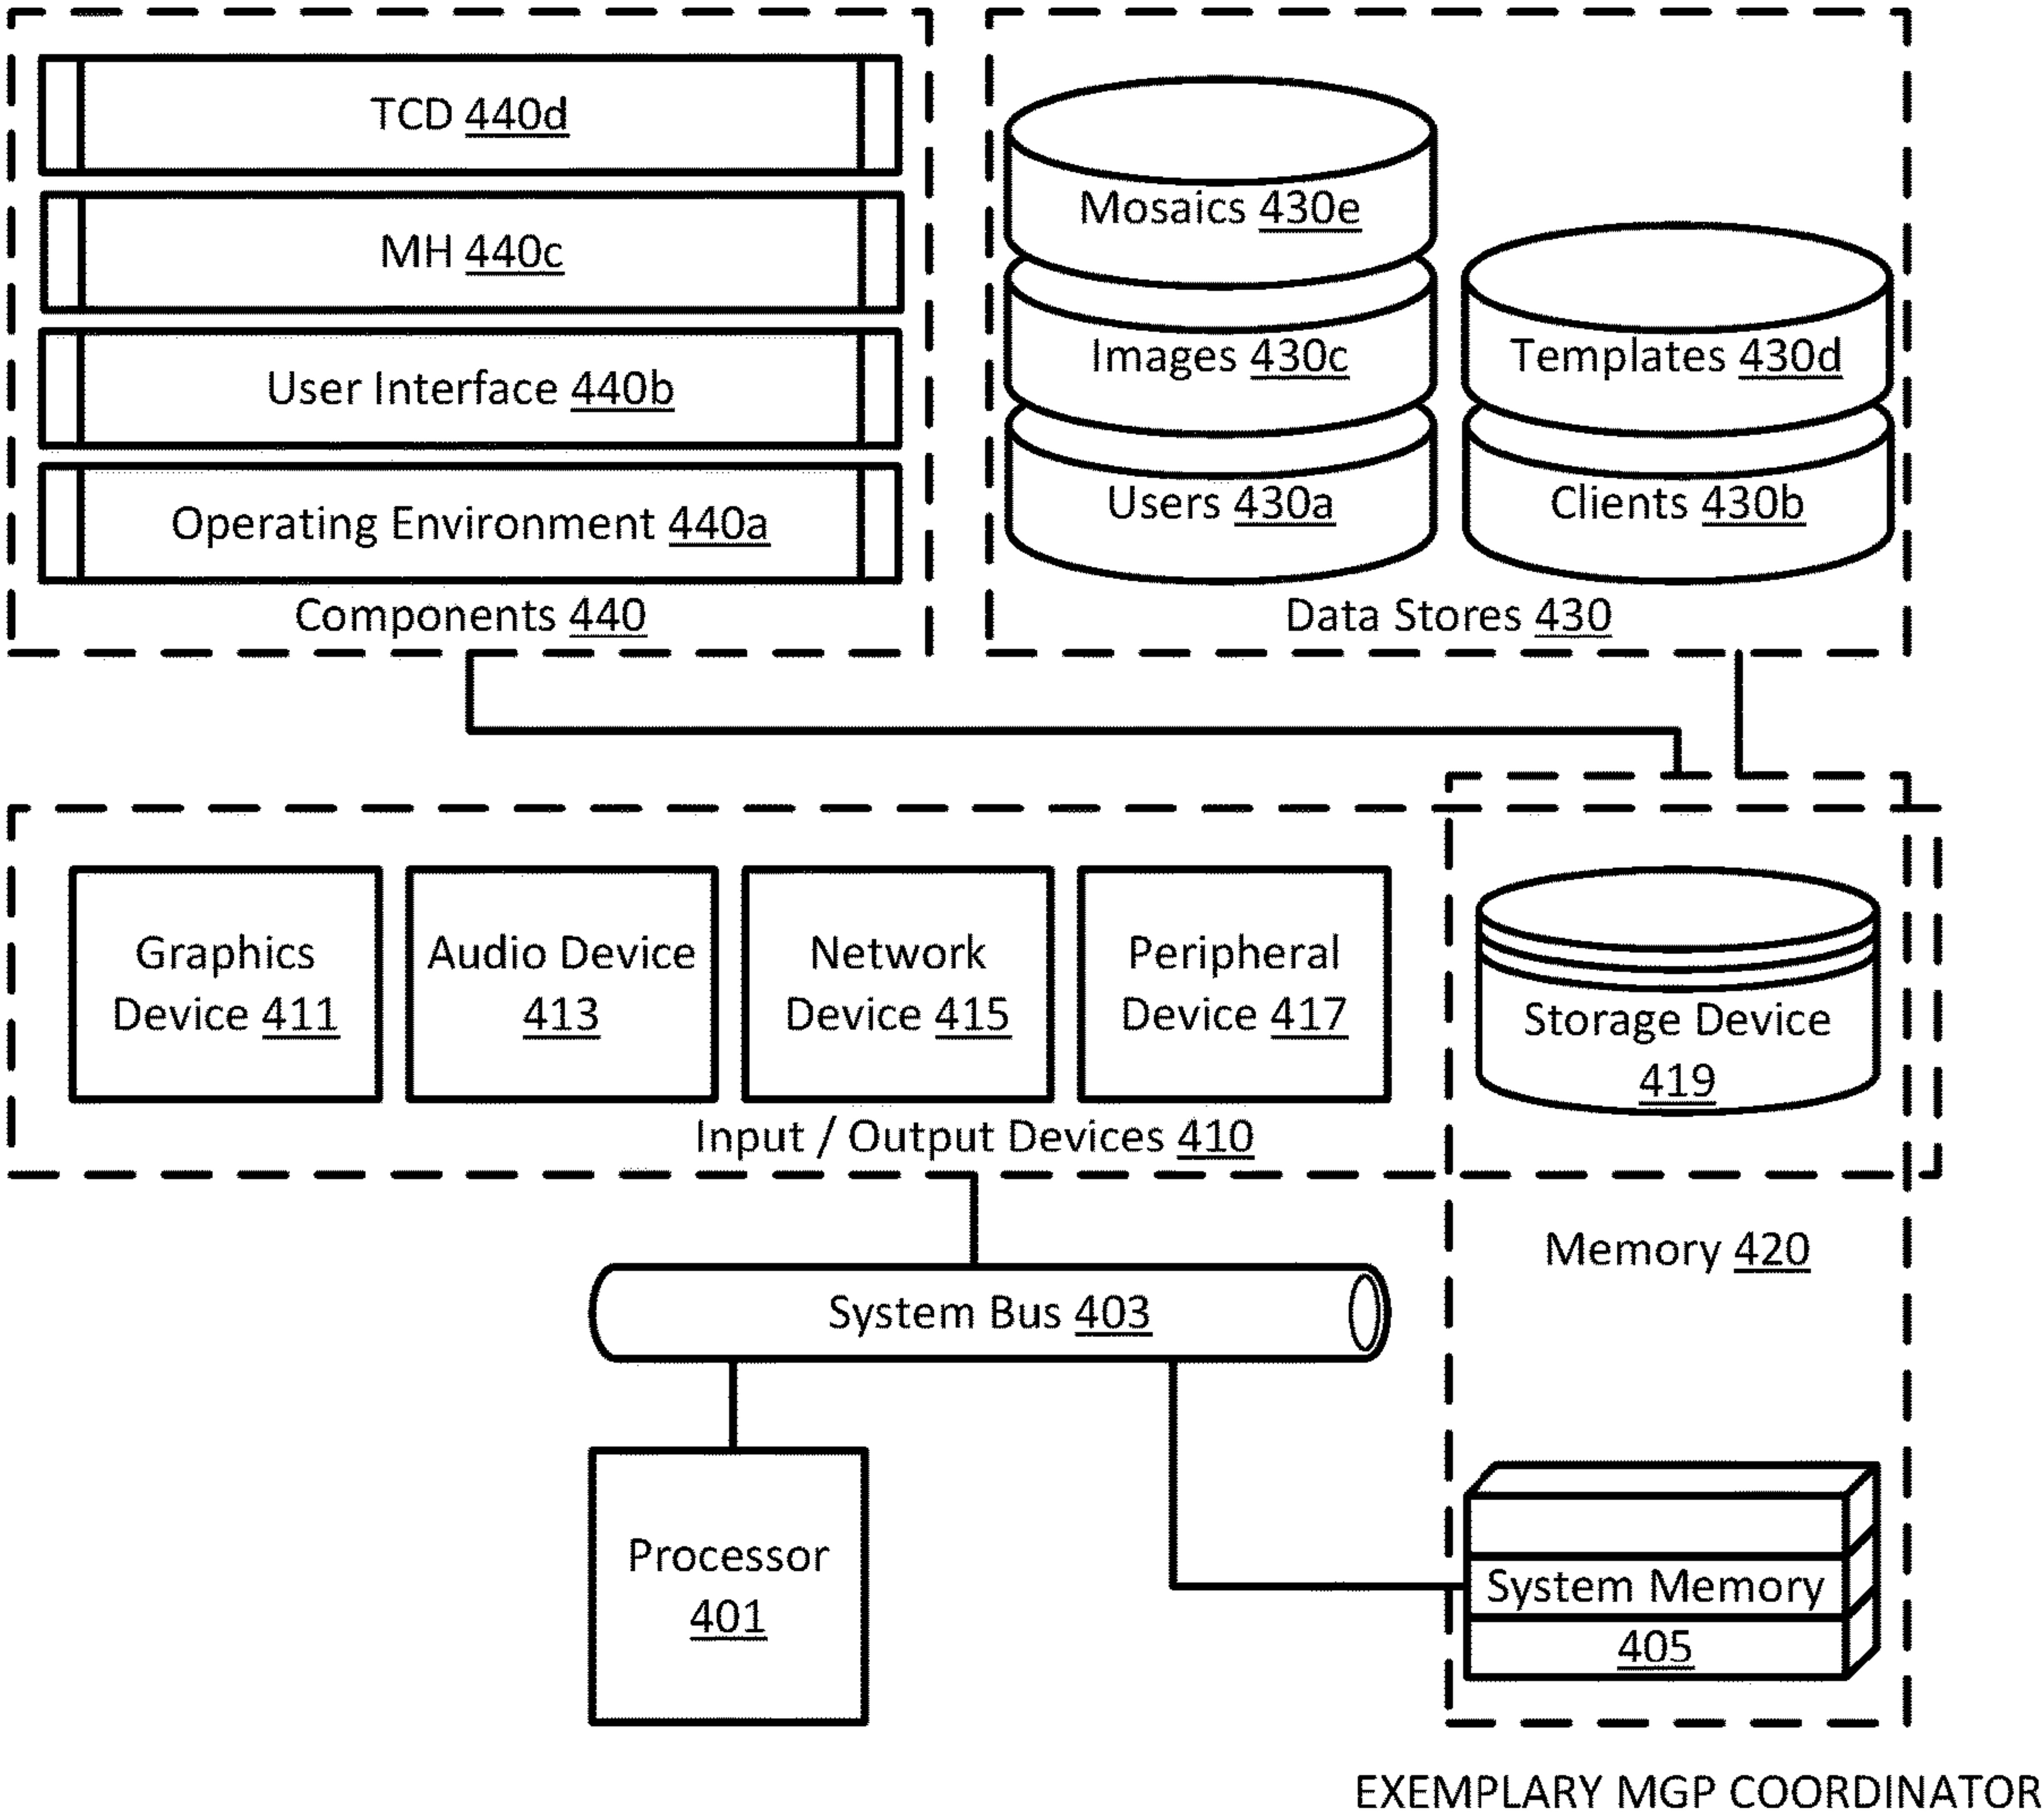 TCD 440d
MH 440c
User Interface 440b
Operating Environment 440a
Components 440
Mosaics 430e
Images 430c
Templates 430d
Users 430a
Clients 430b
Data Stores 430
Graphics
Device 411
Audio Device
413
Network
Device 415
Peripheral
Device 417
Storage Device
419
Input / Output Devices 410
Memory 420
System Bus 403
Processor
401
System Memory
405
EXEMPLARY MGP COORDINATOR